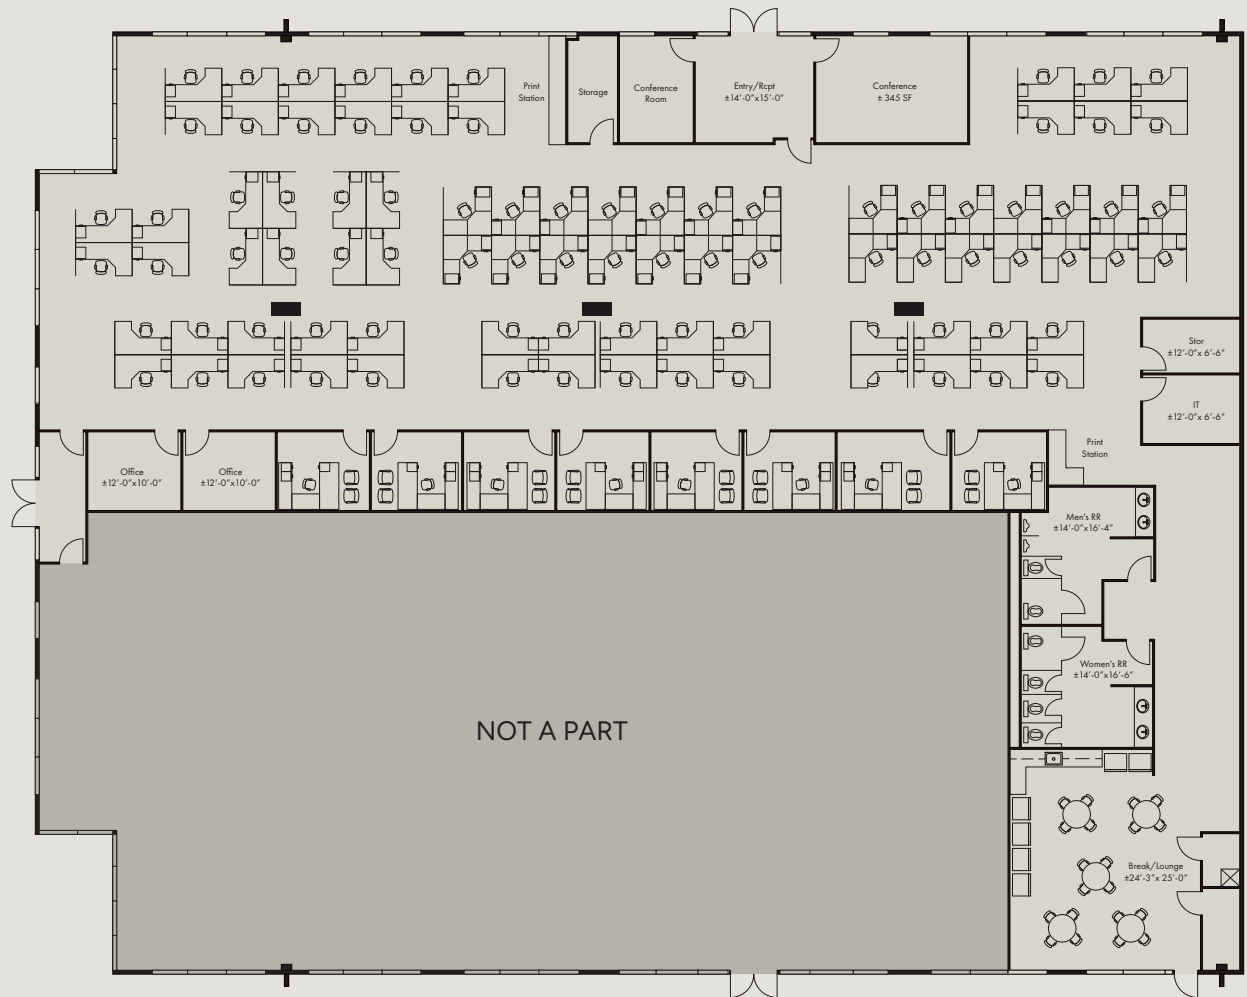 Print
Station
Storage
Conference
Room
Entry/Rcpt
±14'-0"x15'-0"
Conference
± 345 SF
Stor
±12'-0"x 6'-6"
IT
±12'-0"x 6'-6"
Office
±12'-0"x10'-0"
Office
±12'-0"x10'-0"
Print
Station
Men's RR
±14'-0"x16'-4"
Women's RR
±14'-0"x16'-6"
NOT A PART
Break/Lounge
±24'-3"x 25'-0"